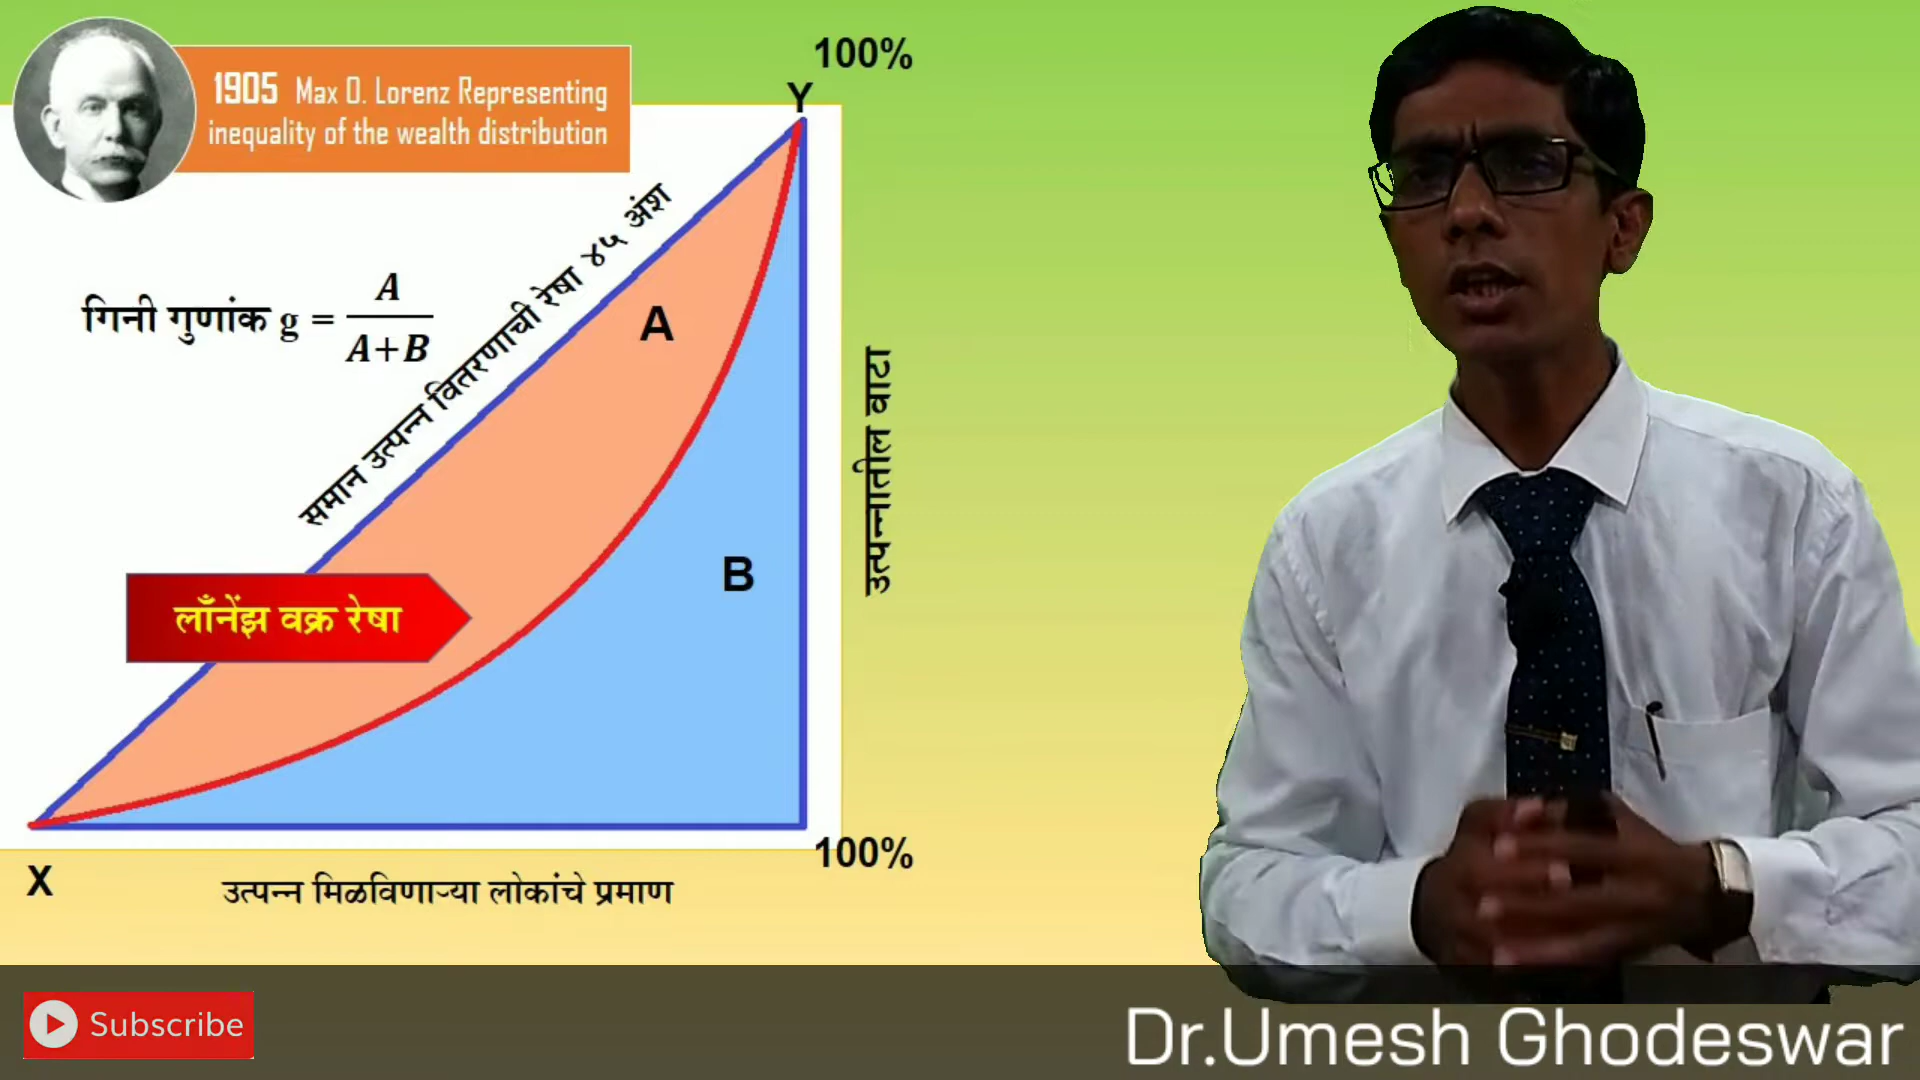 1905 Max O. Lorenz Representing
inequality of the wealth distribution
100%
Y
समान उत्पन्न वितरणाची रेषा ४५ अंश
गिनी गुणांक g = A
A+B
A
B
उत्पन्नातील वाटा
लाँनेंझ वक्र रेषा
100%
X
उत्पन्न मिळविणाऱ्या लोकांचे प्रमाण
Subscribe
Dr.Umesh Ghodeswar